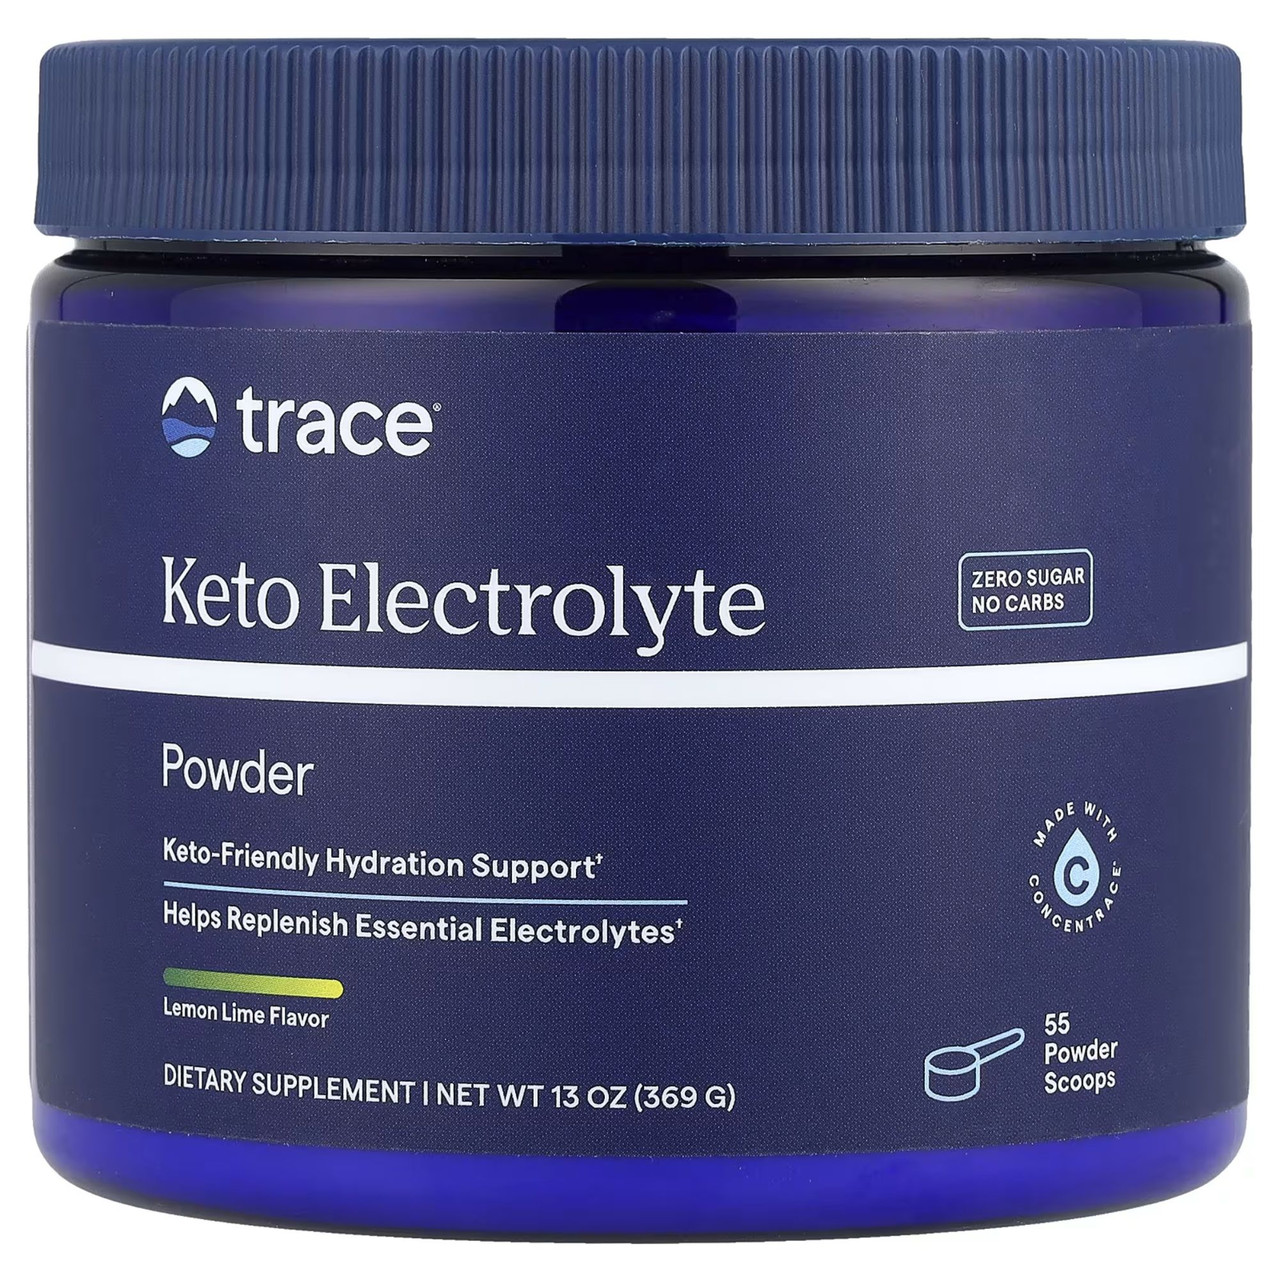 trace®
Keto Electrolyte
ZERO SUGAR
NO CARBS
Powder
Keto-Friendly Hydration Support†
Helps Replenish Essential Electrolytes†
MADE WITH
C
CONCENTRACE®
Lemon Lime Flavor
55
Powder
Scoops
DIETARY SUPPLEMENT | NET WT 13 OZ (369 G)